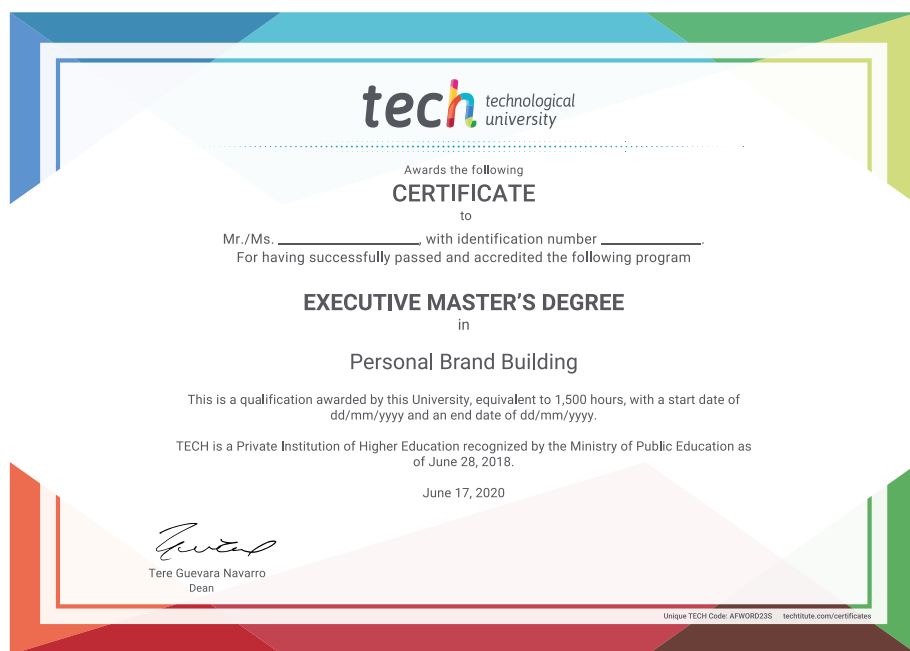 tech technological
university
Awards the following
CERTIFICATE
to
Mr./Ms. ____________, with identification number ____________.
For having successfully passed and accredited the following program
EXECUTIVE MASTER'S DEGREE
in
Personal Brand Building
This is a qualification awarded by this University, equivalent to 1,500 hours, with a start date of
dd/mm/yyyy and an end date of dd/mm/yyyy.
TECH is a Private Institution of Higher Education recognized by the Ministry of Public Education as
of June 28, 2018.
June 17, 2020
Tere Guevara Navarro
Dean
Unique TECH Code: AFWORD23S techtitute.com/certificates